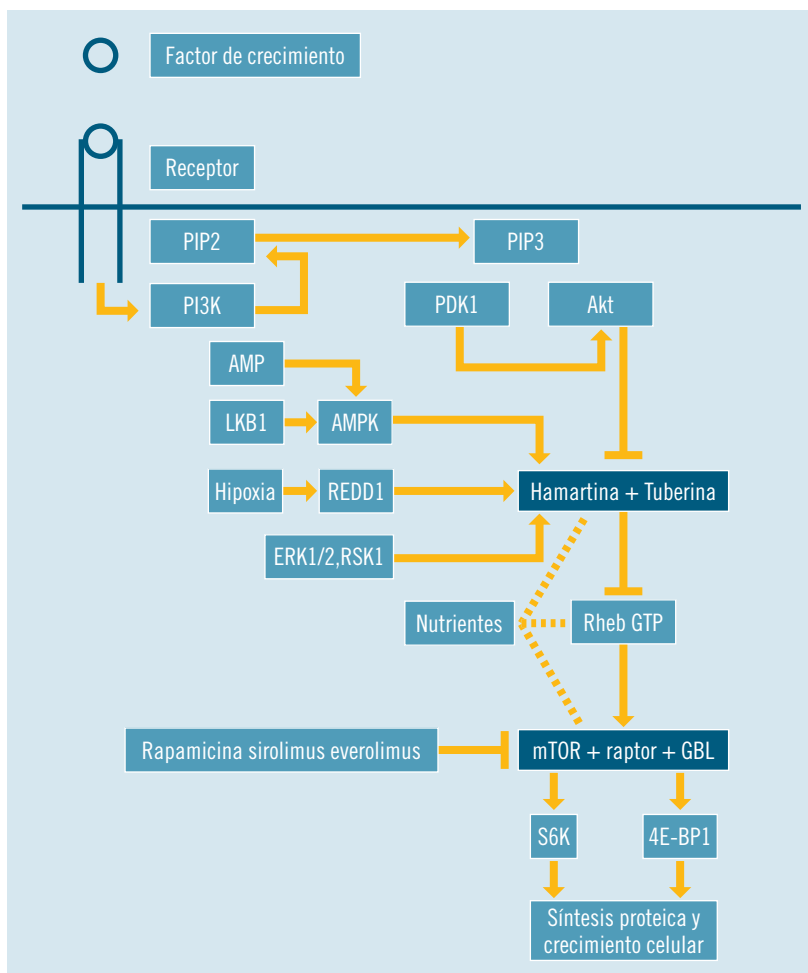 Factor de crecimiento
Receptor
PIP2
PIP3
PI3K
PDK1
Akt
AMP
LKB1
AMPK
Hipoxia
REDD1
Hamartina + Tuberina
ERK1/2,RSK1
Nutrientes
Rheb GTP
Rapamicina sirolimus everolimus
mTOR + raptor + GBL
S6K
4E-BP1
Síntesis proteica y
crecimiento celular